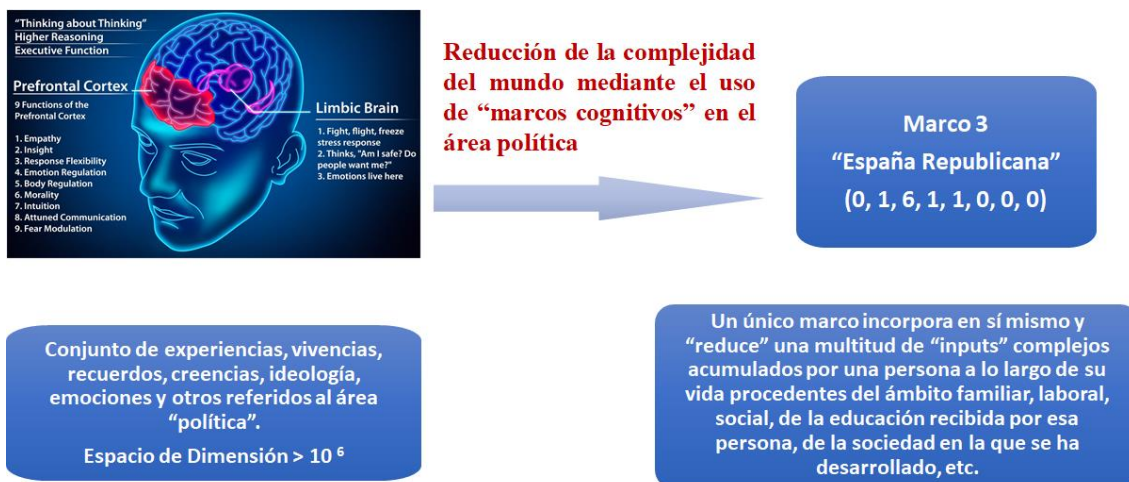 “Thinking about Thinking”
Higher Reasoning
Executive Function
Prefrontal Cortex
9 Functions of the
Prefrontal Cortex
1. Empathy
2. Insight
3. Response Flexibility
4. Emotion Regulation
5. Body Regulation
6. Morality
7. Intuition
8. Attuned Communication
9. Fear Modulation
Limbic Brain
1. Fight, flight, freeze
stress response
2. Thinks, "Am I safe? Do
people want me?"
3. Emotions live here
Reducción de la complejidad
del mundo mediante el uso
de “marcos cognitivos” en el
área política
Marco 3
“España Republicana”
(0, 1, 6, 1, 1, 0, 0, 0)
Conjunto de experiencias, vivencias,
recuerdos, creencias, ideología,
emociones y otros referidos al área
“política”.
Espacio de Dimensión > 10 ⁶
Un único marco incorpora en sí mismo y
“reduce” una multitud de “inputs” complejos
acumulados por una persona a lo largo de su
vida procedentes del ámbito familiar, laboral,
social, de la educación recibida por esa
persona, de la sociedad en la que se ha
desarrollado, etc.